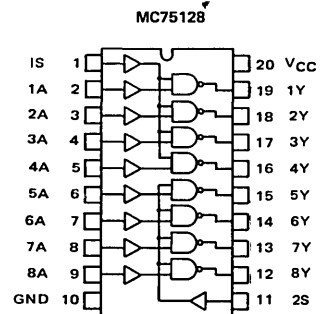 MC75128
IS 1 20 VCC
1A 2 19 1Y
2A 3 18 2Y
3A 4 17 3Y
4A 5 16 4Y
5A 6 15 5Y
6A 7 14 6Y
7A 8 13 7Y
8A 9 12 8Y
GND 10 11 2S